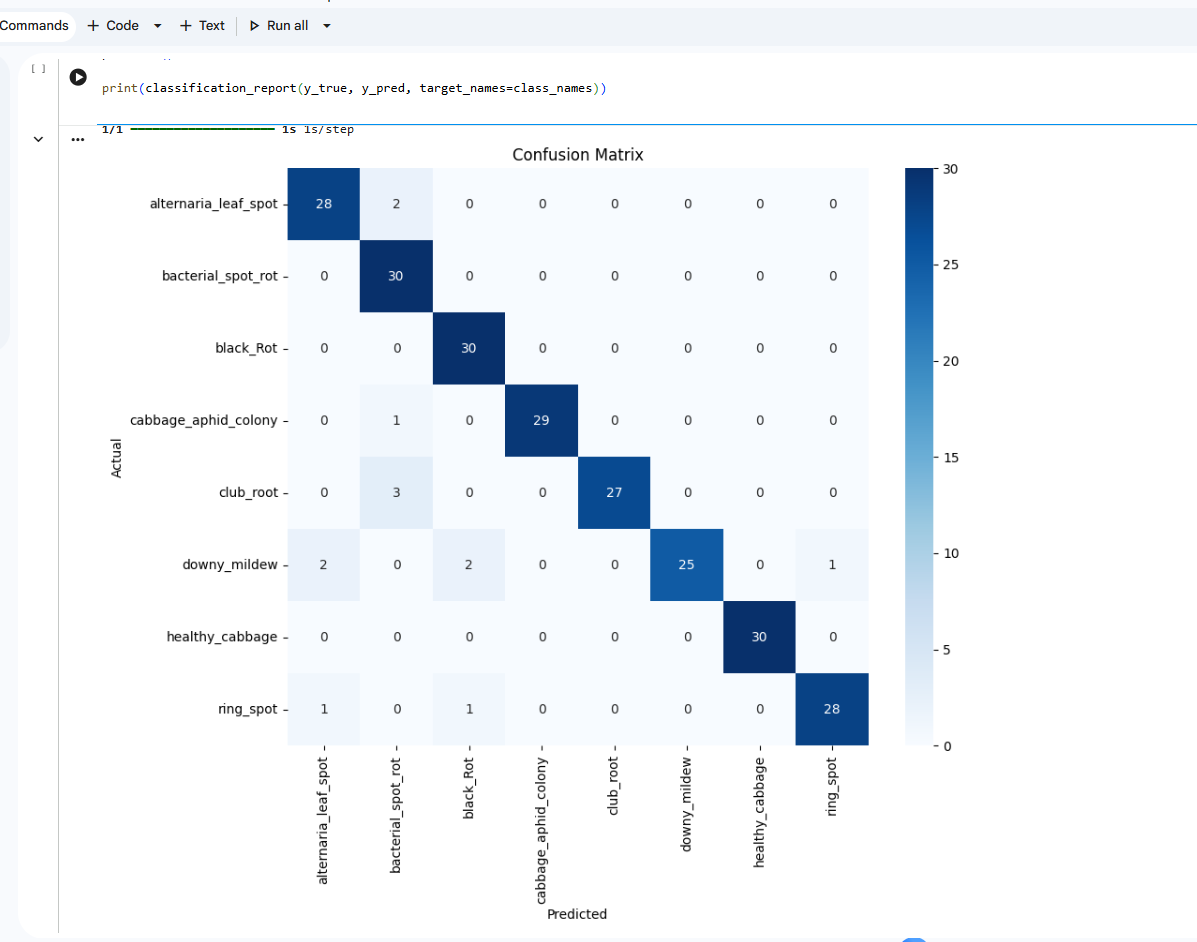 Commands + Code + Text Run all
[ ]
print(classification_report(y_true, y_pred, target_names=class_names))
1/1 ━━━━━━━━━━━━━━━━━━━━ 1s 1s/step
Confusion Matrix
alternaria_leaf_spot 28 2 0 0 0 0 0 0
bacterial_spot_rot 0 30 0 0 0 0 0 0
black_Rot 0 0 30 0 0 0 0 0
cabbage_aphid_colony 0 1 0 29 0 0 0 0
club_root 0 3 0 0 27 0 0 0
downy_mildew 2 0 2 0 0 25 0 1
healthy_cabbage 0 0 0 0 0 0 30 0
ring_spot 1 0 1 0 0 0 0 28
Actual
alternaria_leaf_spot
bacterial_spot_rot
black_Rot
cabbage_aphid_colony
club_root
downy_mildew
healthy_cabbage
ring_spot
Predicted
30
25
20
15
10
5
0